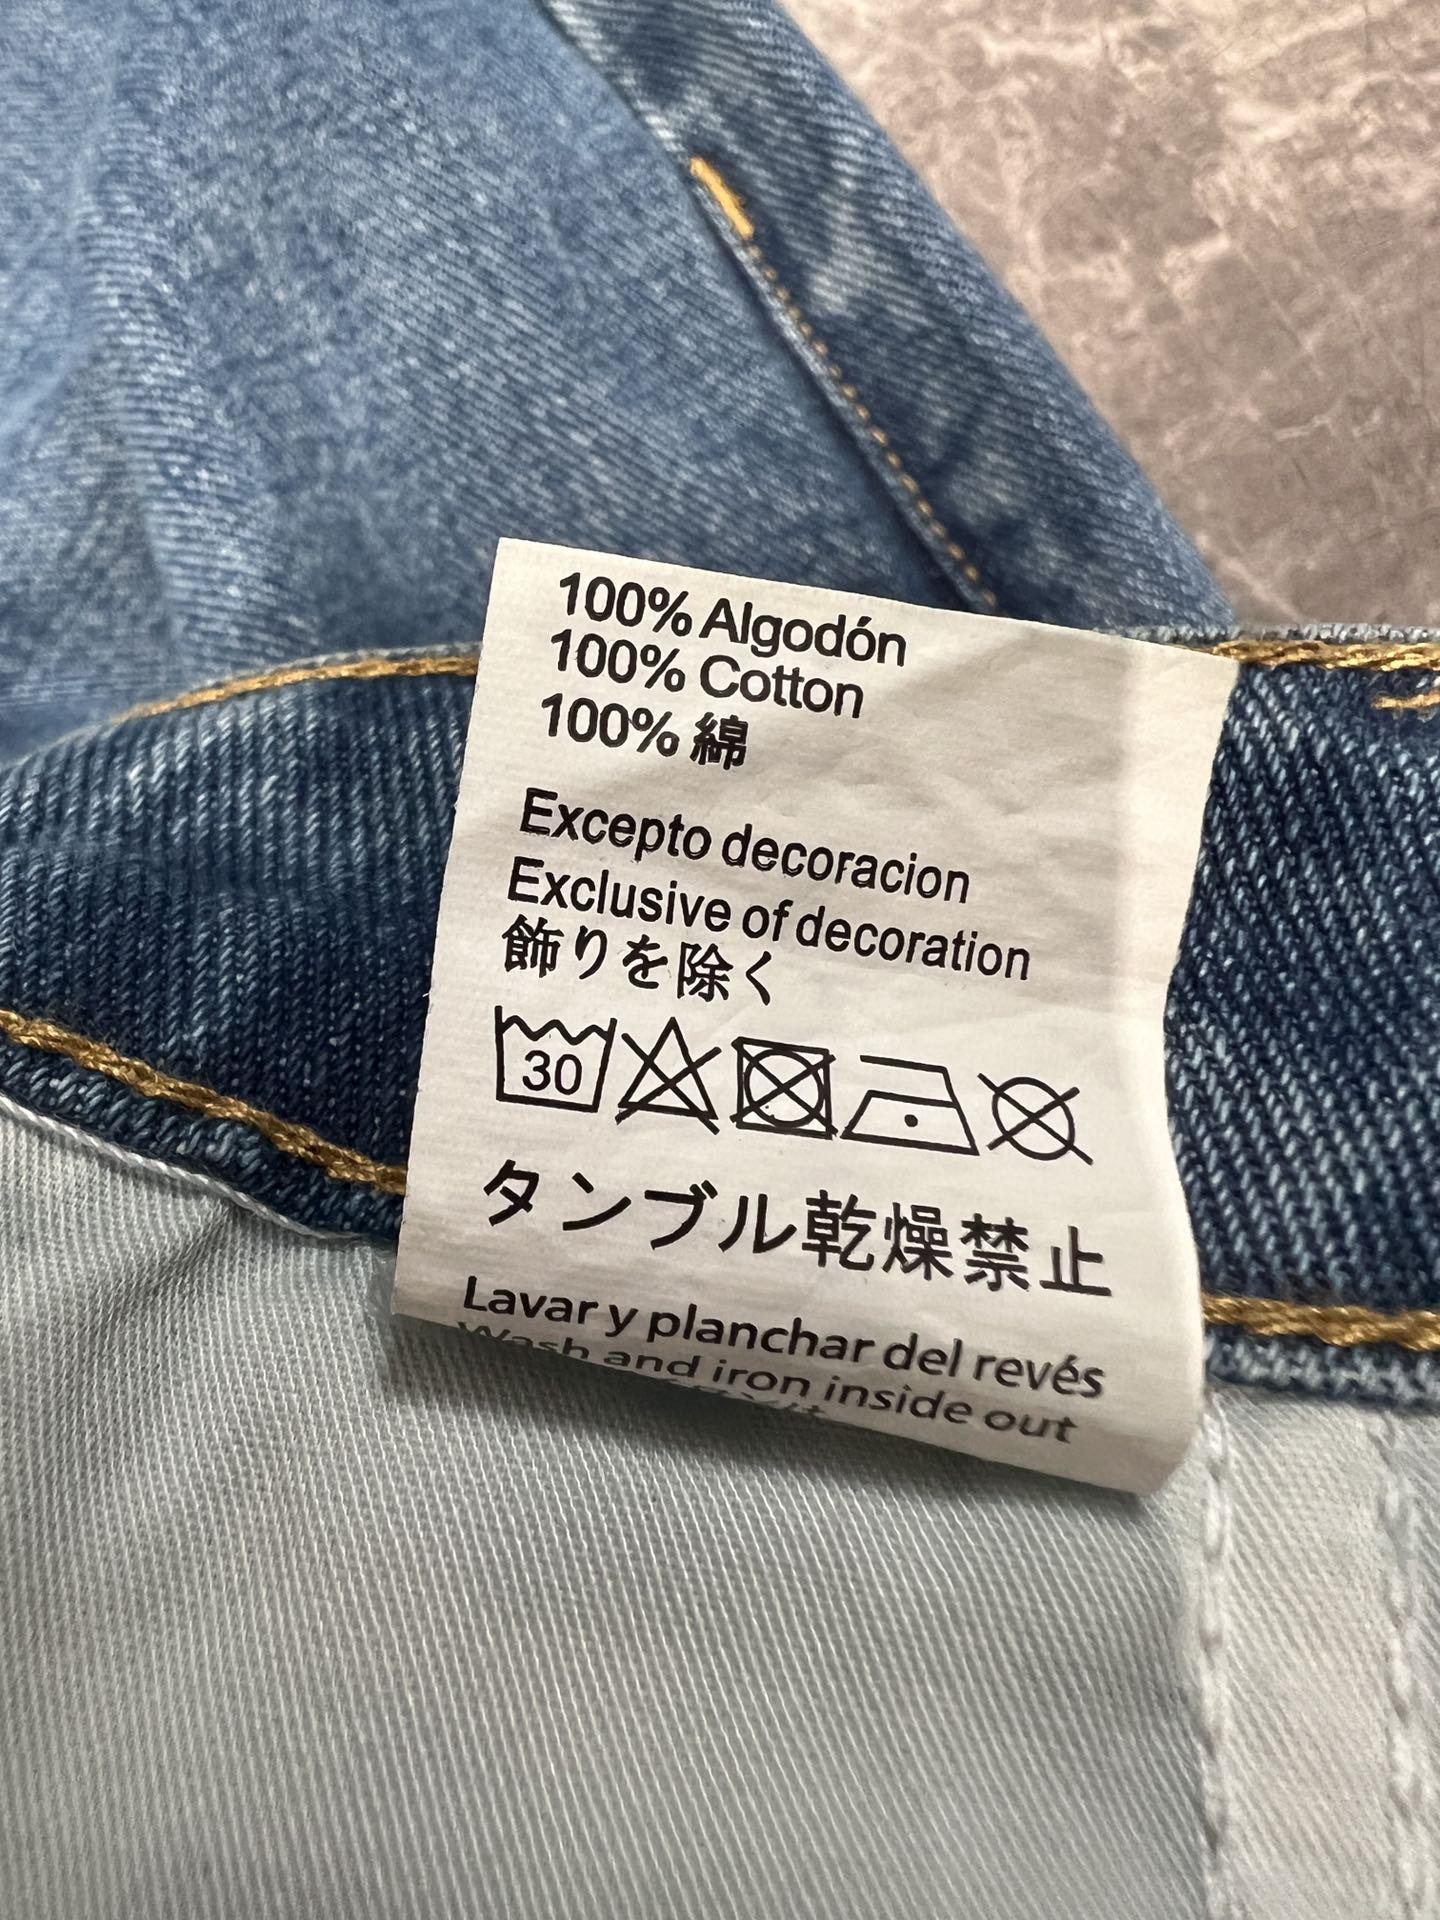 100% Algodón
100% Cotton
100% 綿
Excepto decoracion
Exclusive of decoration
飾りを除く
30
タンブル乾燥禁止
Lavar y planchar del revés
Wash and iron inside out